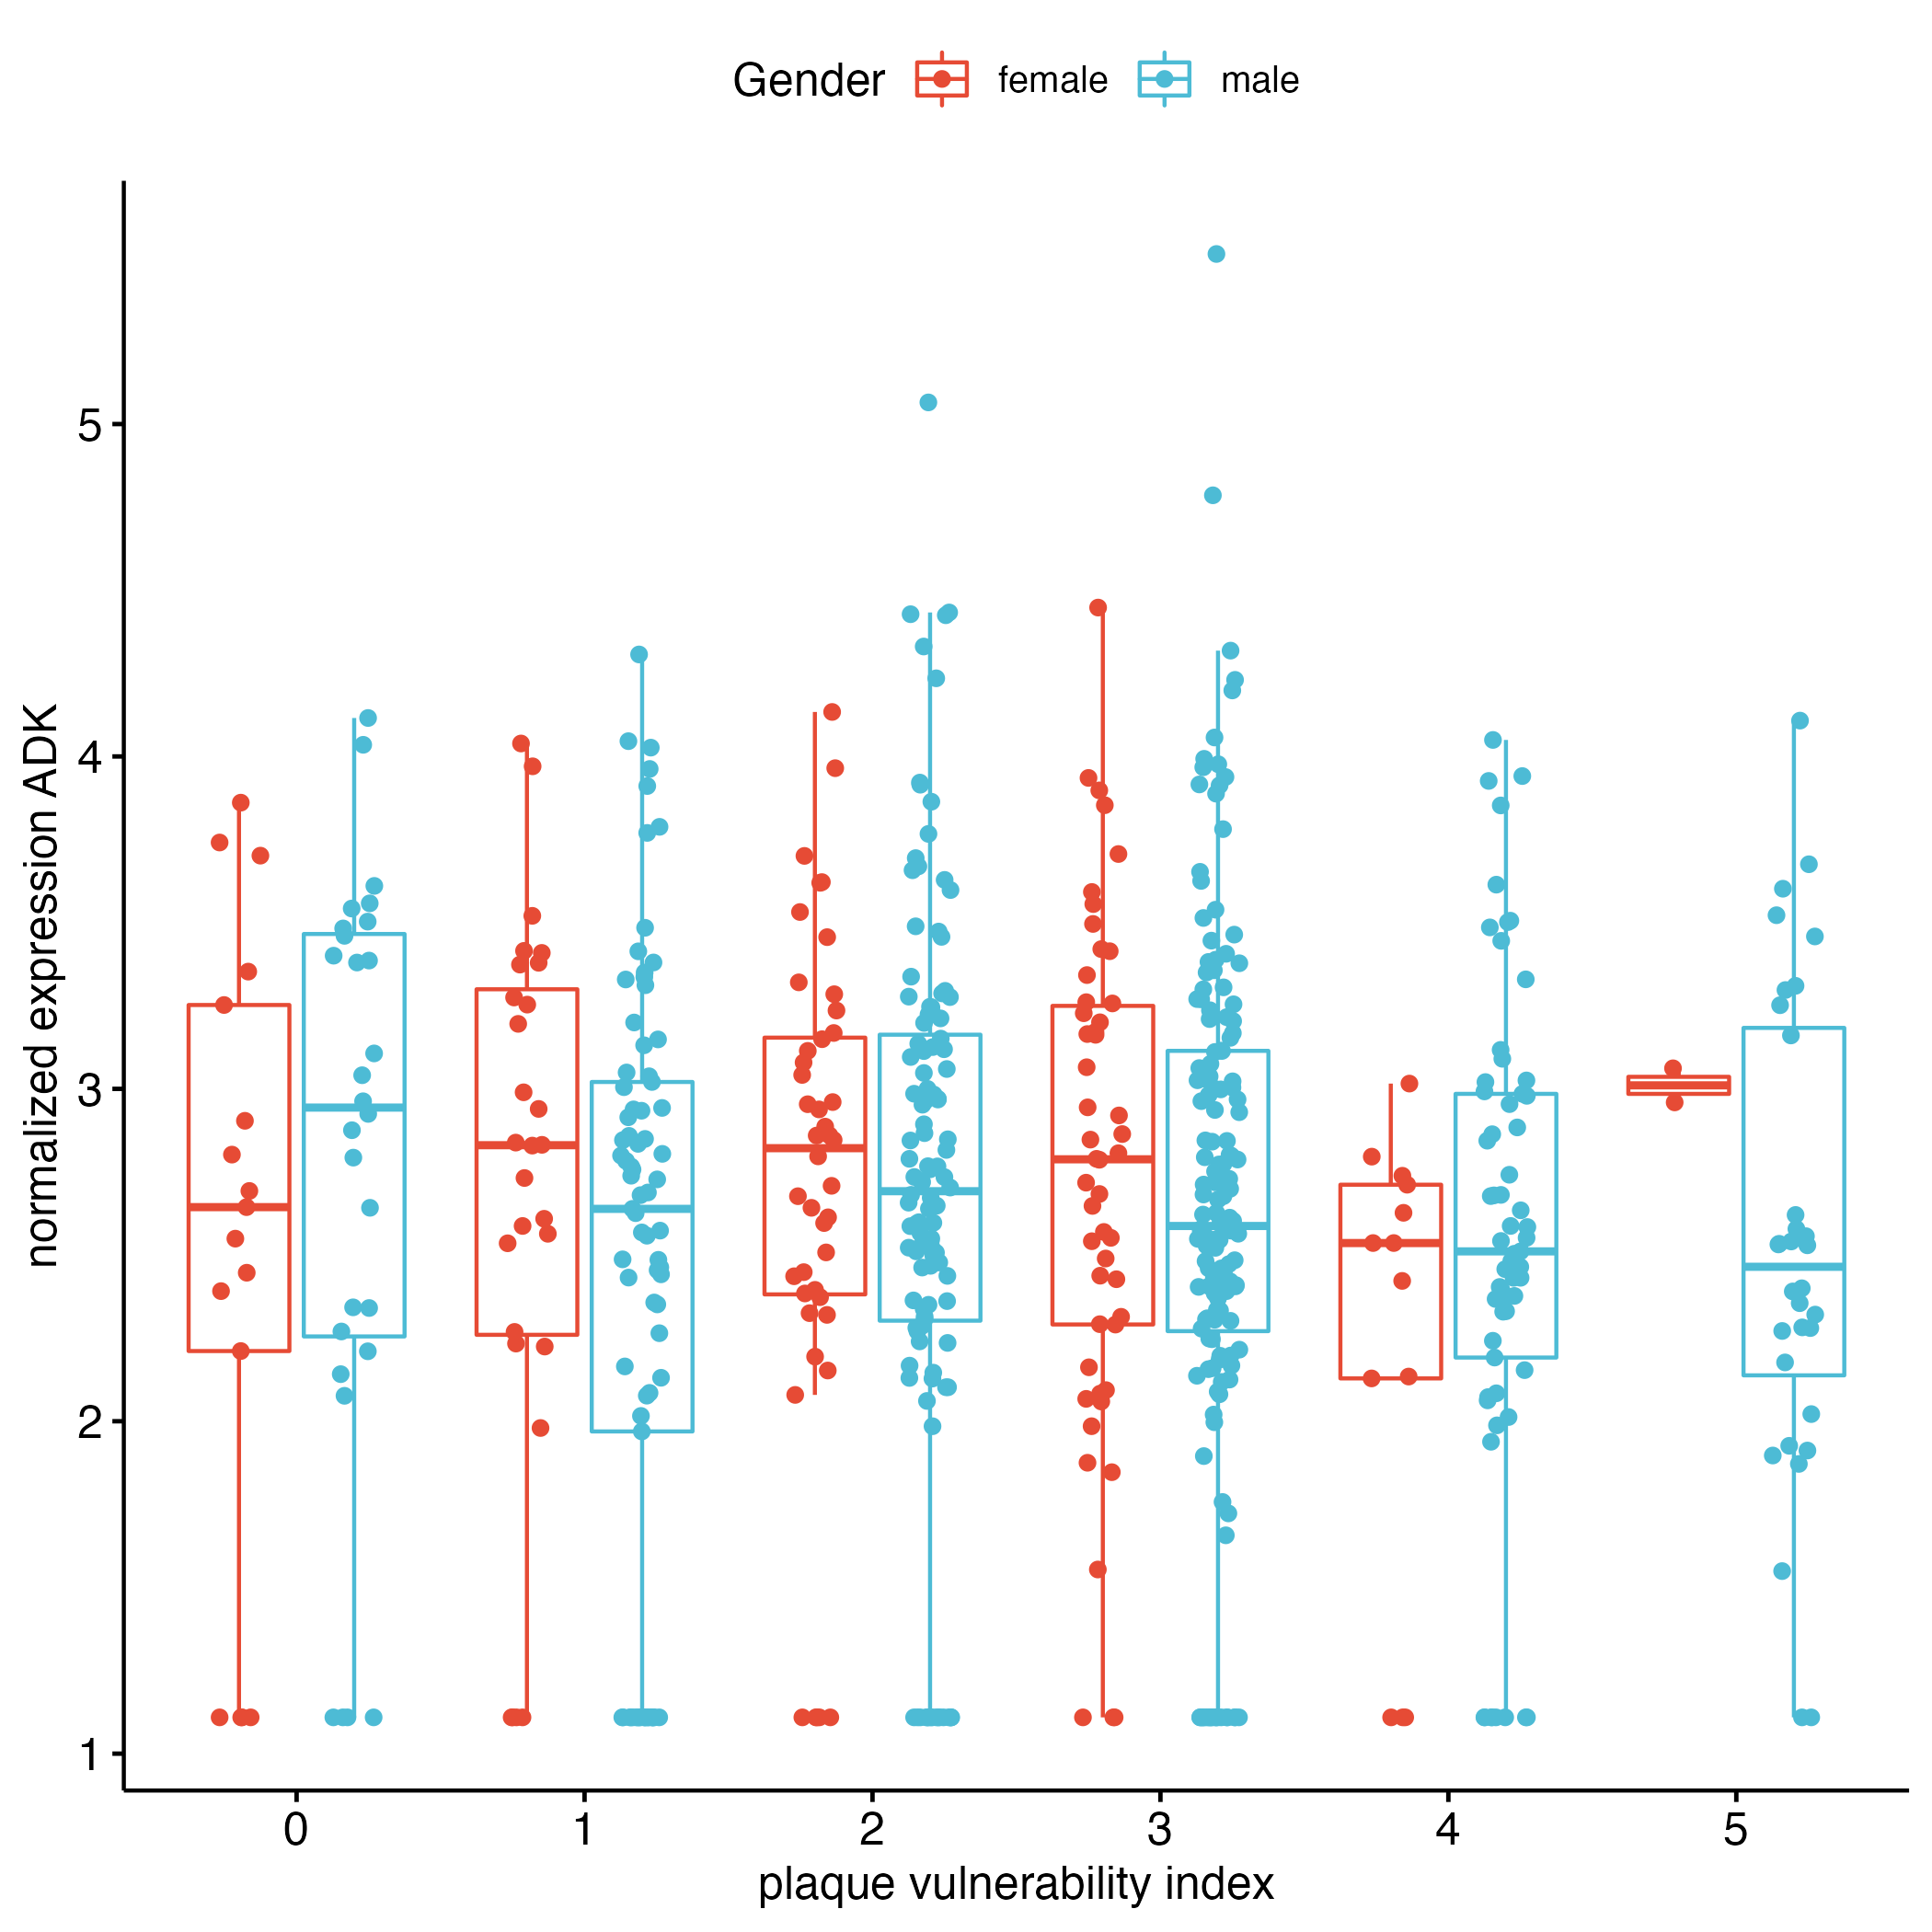 Gender female male
normalized expression ADK
5
4
3
2
1
0 1 2 3 4 5
plaque vulnerability index